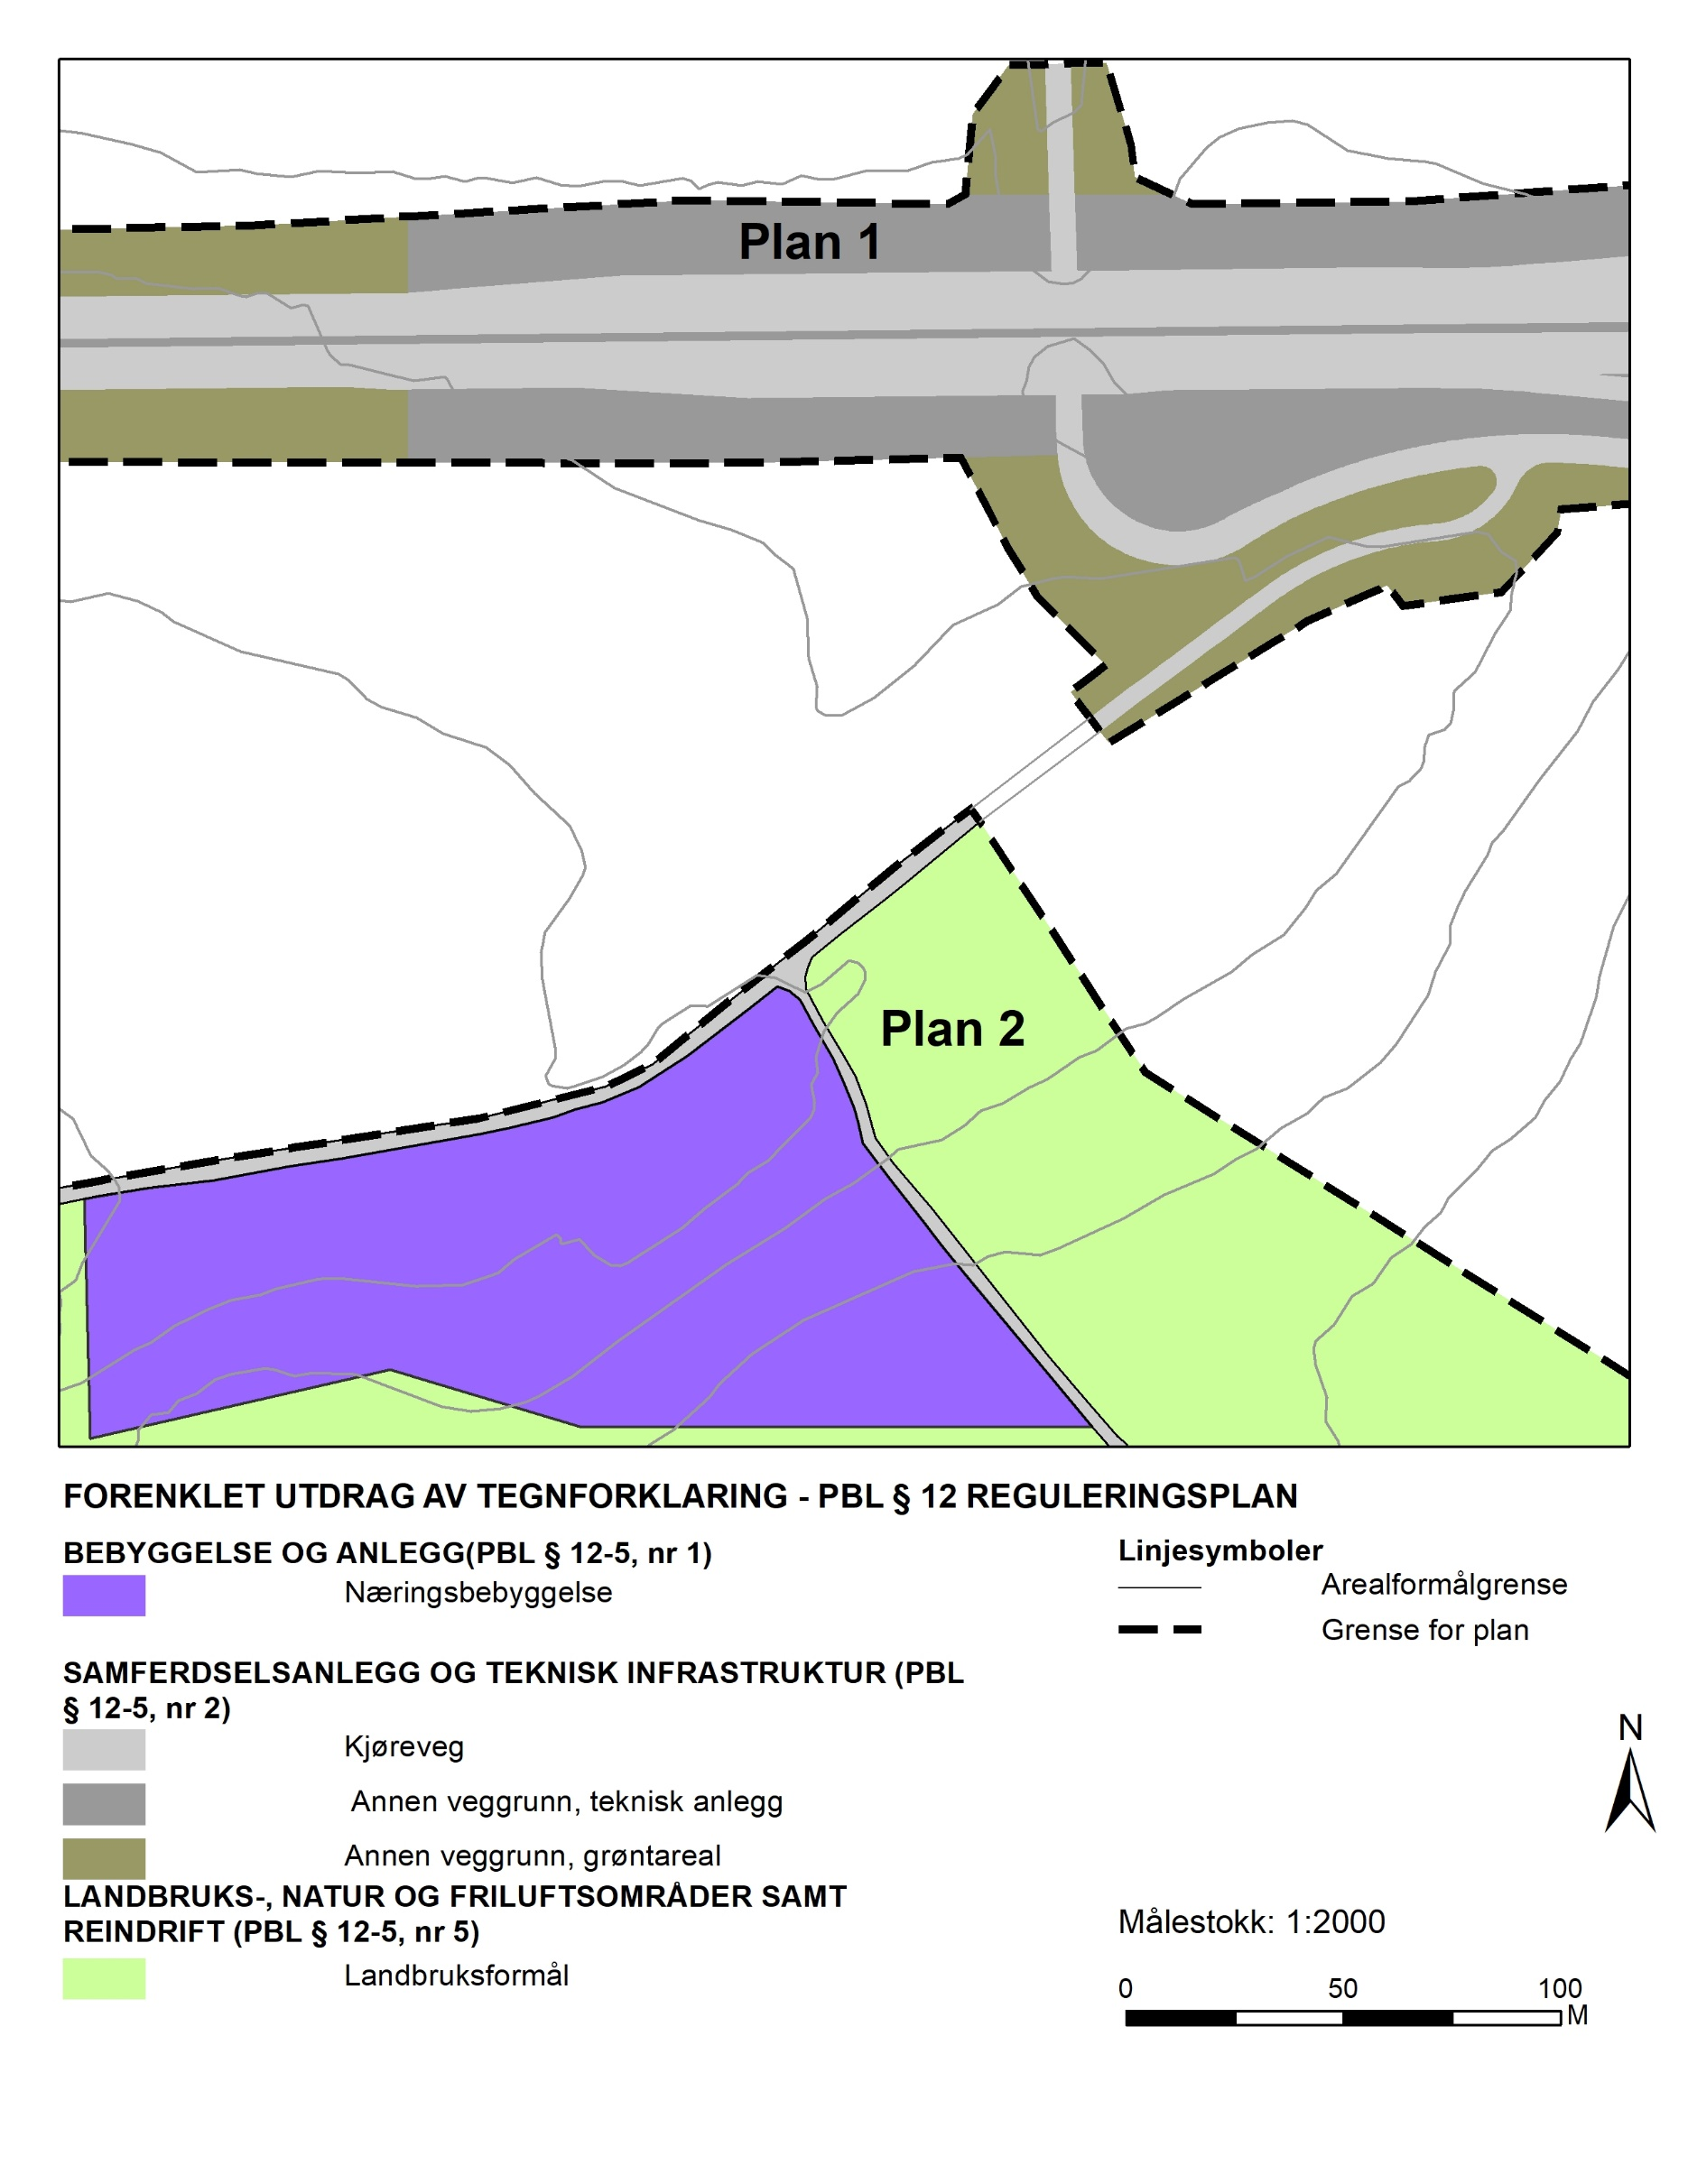 Plan 1
Plan 2
FORENKLET UTDRAG AV TEGNFORKLARING - PBL § 12 REGULERINGSPLAN
BEBYGGELSE OG ANLEGG(PBL § 12-5, nr 1)
Næringsbebyggelse
SAMFERDSELSANLEGG OG TEKNISK INFRASTRUKTUR (PBL
§ 12-5, nr 2)
Kjøreveg
Annen veggrunn, teknisk anlegg
Annen veggrunn, grøntareal
LANDBRUKS-, NATUR OG FRILUFTSOMRÅDER SAMT
REINDRIFT (PBL § 12-5, nr 5)
Landbruksformål
Linjesymboler
Arealformålgrense
Grense for plan
N
Målestokk: 1:2000
0 50 100
M